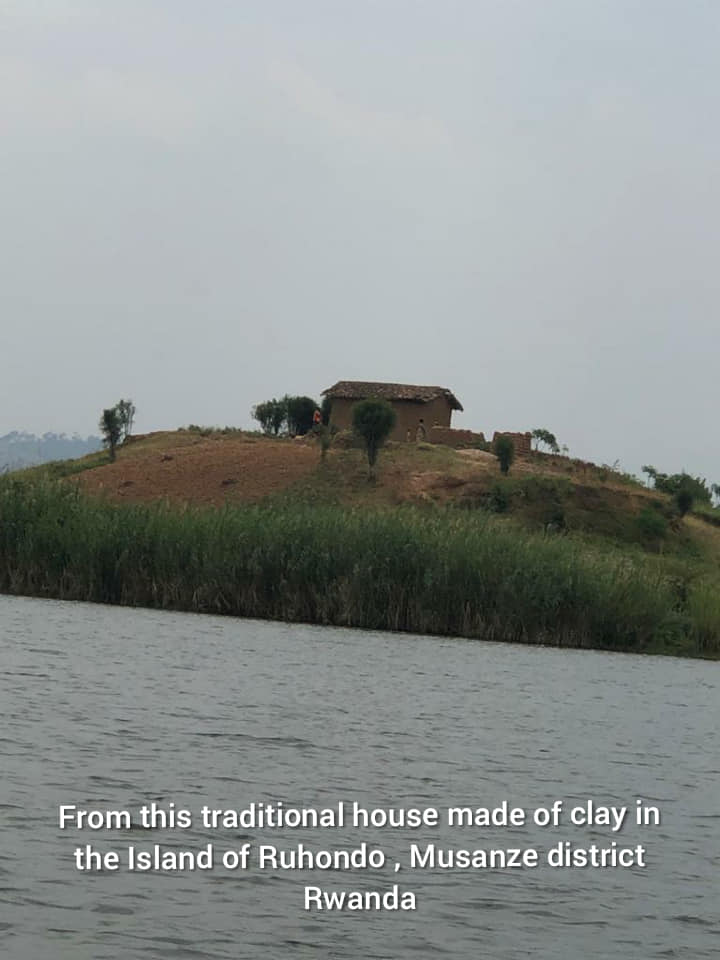 From this traditional house made of clay in
the Island of Ruhondo , Musanze district
Rwanda